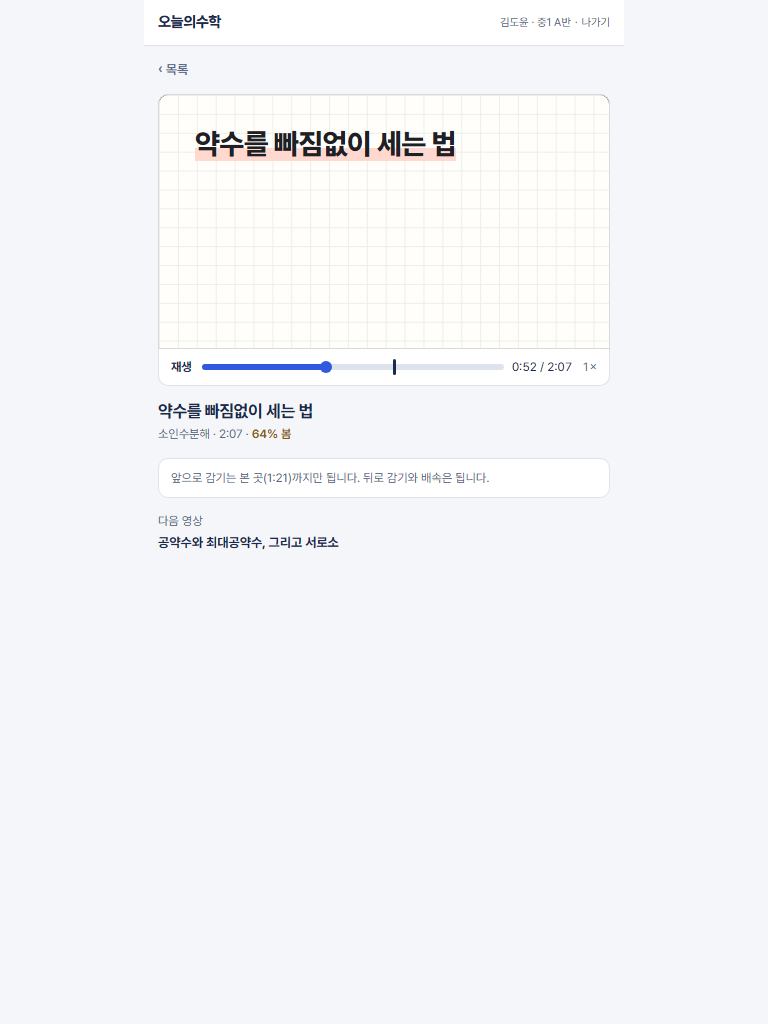 오늘의수학
김도윤 · 중1 A반 · 나가기
‹ 목록
약수를 빠짐없이 세는 법
재생 0:52 / 2:07 1×
약수를 빠짐없이 세는 법
소인수분해 · 2:07 · 64% 봄
앞으로 감기는 본 곳(1:21)까지만 됩니다. 뒤로 감기와 배속은 됩니다.
다음 영상
공약수와 최대공약수, 그리고 서로소